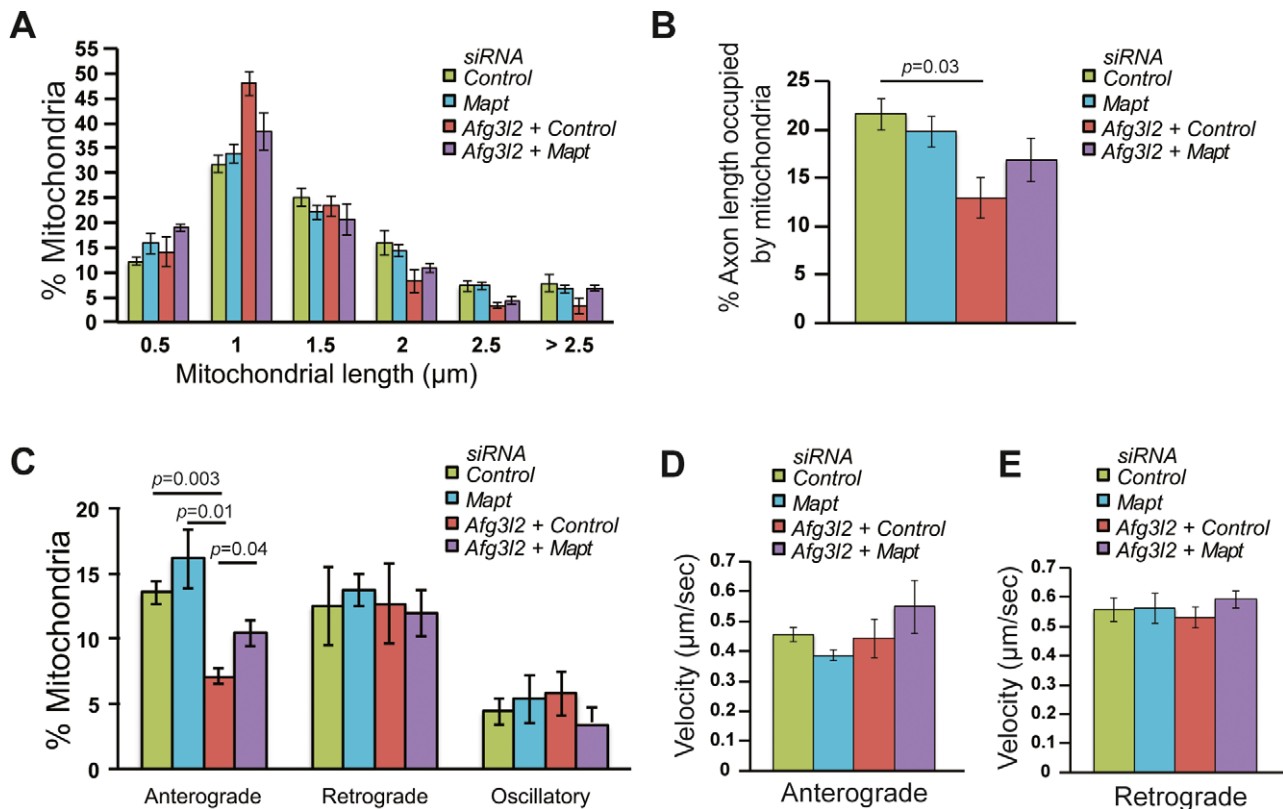 A
% Mitochondria
55
50
45
40
35
30
25
20
15
10
5
0
0.5 1 1.5 2 2.5 > 2.5
Mitochondrial length (µm)
siRNA
Control
Mapt
Afg3l2 + Control
Afg3l2 + Mapt
B
% Axon length occupied
by mitochondria
25
20
15
10
5
0
p=0.03
siRNA
Control
Mapt
Afg3l2 + Control
Afg3l2 + Mapt
C
% Mitochondria
20
15
10
5
0
p=0.003
p=0.01
p=0.04
Anterograde Retrograde Oscillatory
siRNA
Control
Mapt
Afg3l2 + Control
Afg3l2 + Mapt
D
siRNA
Control
Mapt
Afg3l2 + Control
Afg3l2 + Mapt
Velocity (µm/sec)
0.7
0.6
0.5
0.4
0.3
0.2
0.1
0
Anterograde
E
siRNA
Control
Mapt
Afg3l2 + Control
Afg3l2 + Mapt
Velocity (µm/sec)
0.7
0.6
0.5
0.4
0.3
0.2
0.1
0
Retrograde